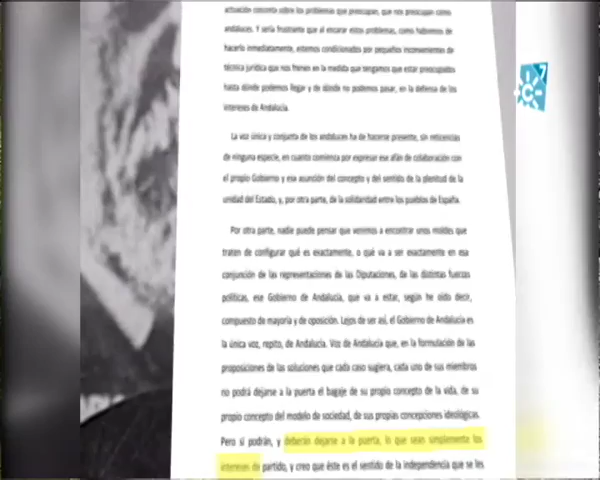 actuación concreta sobre los problemas que preocupan, que nos preocupan como
andaluces. Y sería frustrante que al encarar estos problemas, como habremos de
hacerlo inmediatamente, estemos condicionados por pequeños inconvenientes de
técnica jurídica que nos frenen en la medida que tengamos que estar preocupados
hasta dónde podemos llegar y de dónde no podemos pasar, en la defensa de los
intereses de Andalucía.
La voz única y conjunta de los andaluces ha de hacerse presente, sin reticencias
de ninguna especie, en cuanto comienza por expresar ese afán de colaboración con
el propio Gobierno y esa asunción del concepto y del sentido de la plenitud de la
unidad del Estado, y, por otra parte, de la solidaridad entre los pueblos de España.
Por otra parte, nadie puede pensar que venimos a encontrar unos moldes que
traten de configurar qué es exactamente, o qué va a ser exactamente en esa
conjunción de las representaciones de las Diputaciones, de las distintas fuerzas
políticas, ese Gobierno de Andalucía, que va a estar, según he oído decir,
compuesto de mayoría y de oposición. Lejos de ser así, el Gobierno de Andalucía es
la única voz, repito, de Andalucía. Voz de Andalucía que, en la formulación de las
proposiciones de las soluciones que cada caso sugiera, cada uno de sus miembros
no podrá dejarse a la puerta el bagaje de su propio concepto de la vida, de su
propio concepto del modelo de sociedad, de sus propias concepciones ideológicas.
Pero sí podrán, y deberán dejarse a la puerta, lo que sean simplemente los
intereses de partido, y creo que éste es el sentido de la independencia que se les